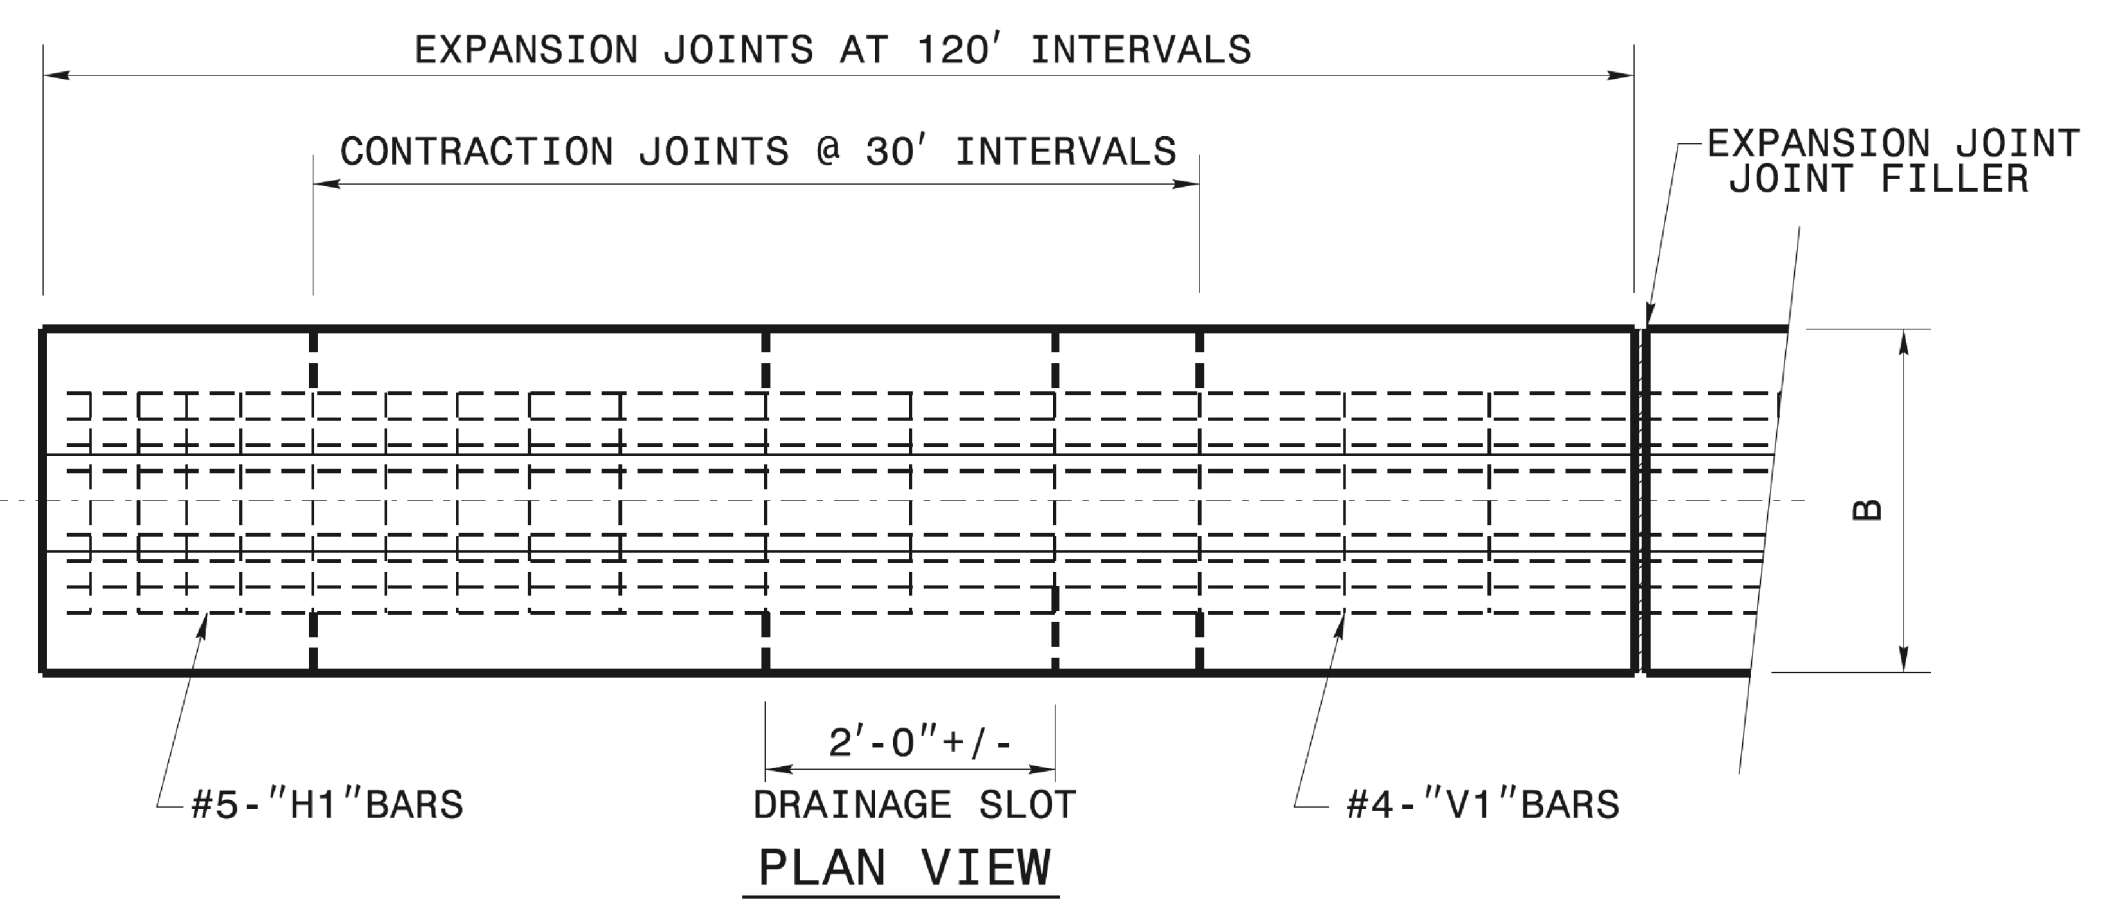 EXPANSION JOINTS AT 120' INTERVALS
CONTRACTION JOINTS @ 30' INTERVALS
EXPANSION JOINT
JOINT FILLER
B
2'-0"+/-
DRAINAGE SLOT
#5-"H1"BARS
#4-"V1"BARS
PLAN VIEW